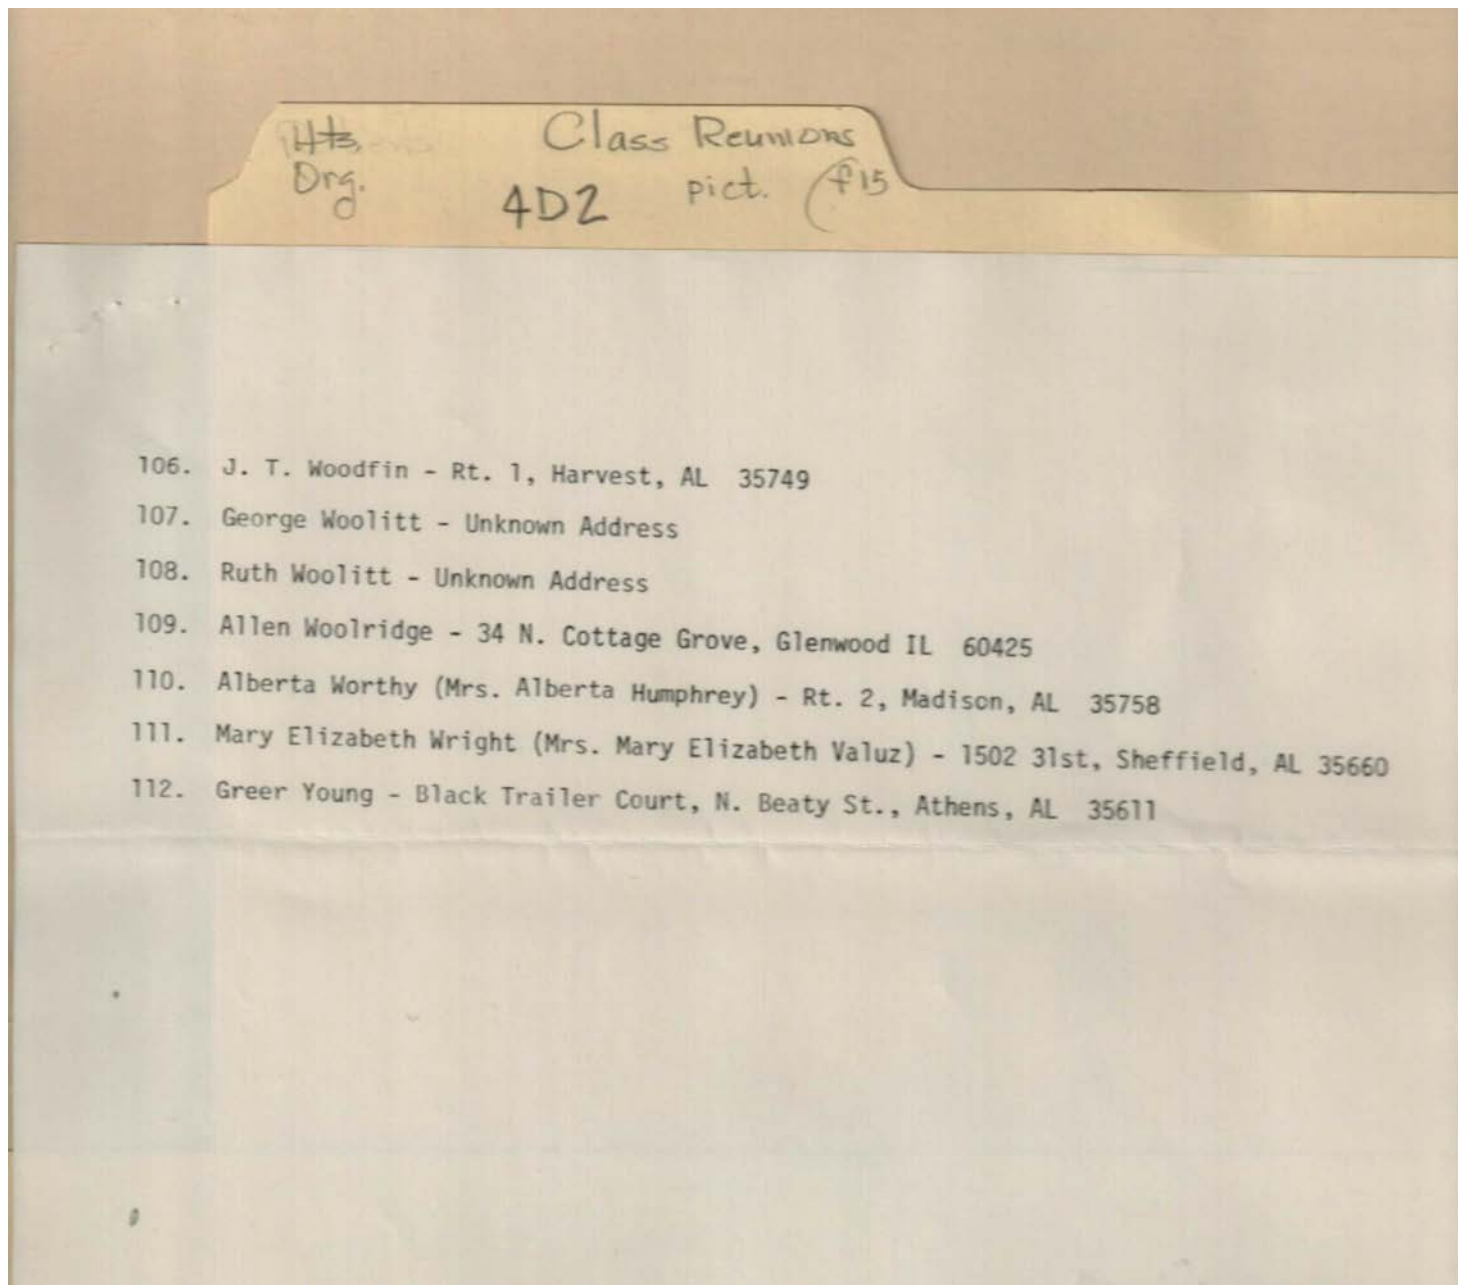 Hts. Class Reunions
Org. 4D2 pict. f15
106. J. T. Woodfin - Rt. 1, Harvest, AL 35749
107. George Woolitt - Unknown Address
108. Ruth Woolitt - Unknown Address
109. Allen Woolridge - 34 N. Cottage Grove, Glenwood IL 60425
110. Alberta Worthy (Mrs. Alberta Humphrey) - Rt. 2, Madison, AL 35758
111. Mary Elizabeth Wright (Mrs. Mary Elizabeth Valuz) - 1502 31st, Sheffield, AL 35660
112. Greer Young - Black Trailer Court, N. Beaty St., Athens, AL 35611